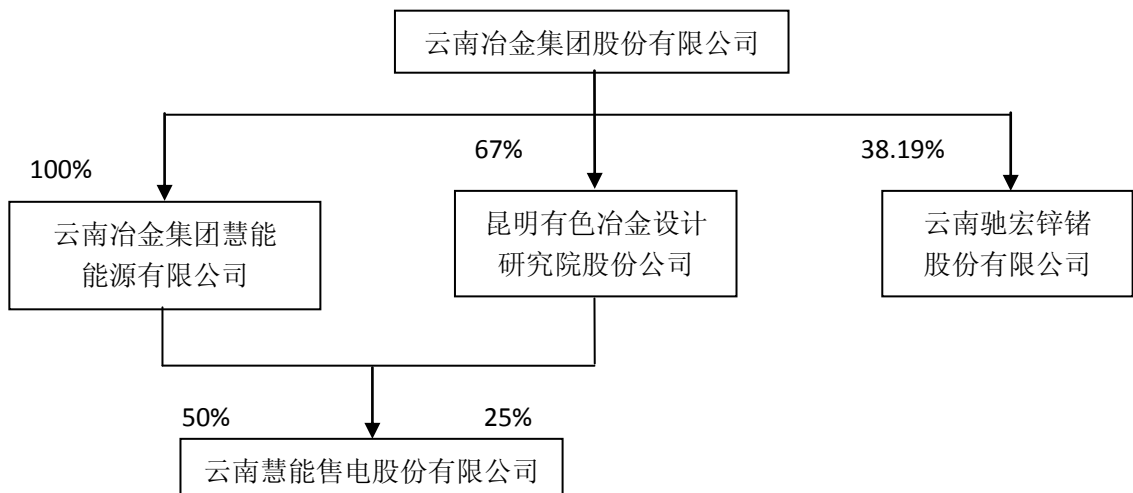 云南冶金集团股份有限公司
100%
67%
38.19%
云南冶金集团慧能
能源有限公司
昆明有色冶金设计
研究院股份公司
云南驰宏锌锗
股份有限公司
50%
25%
云南慧能售电股份有限公司